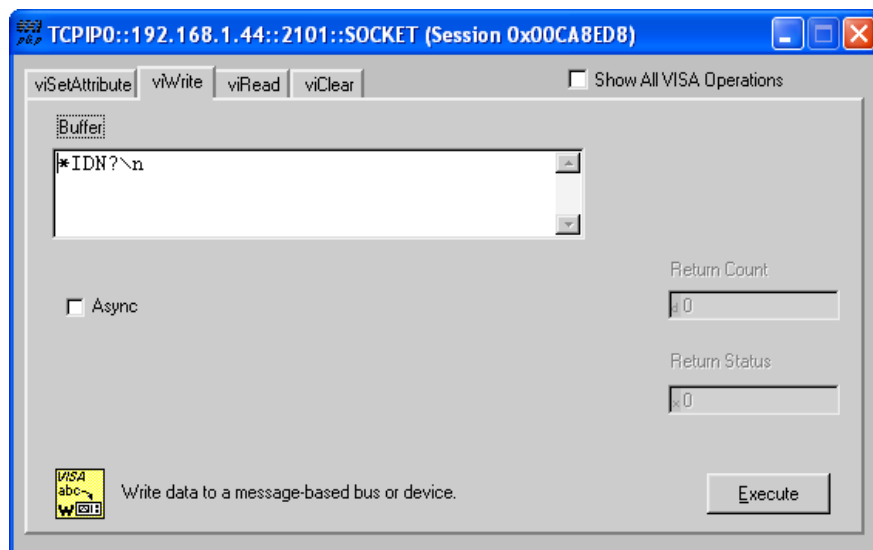 TCPIP0::192.168.1.44::2101::SOCKET (Session 0x00CA8ED8)
viSetAttribute viWrite viRead viClear
Show All VISA Operations
Buffer
*IDN?\n
Return Count
d 0
Async
Return Status
x 0
VISA
abc
W
Write data to a message-based bus or device.
Execute